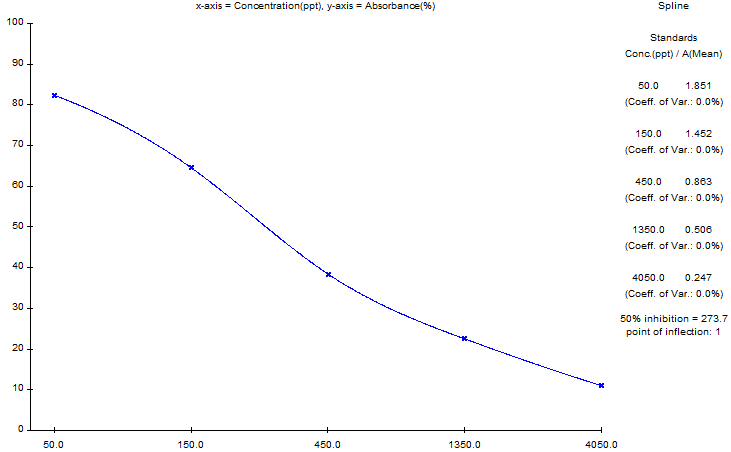 x-axis = Concentration(ppt), y-axis = Absorbance(%)
Spline
100
90
80
70
60
50
40
30
20
10
0
50.0 150.0 450.0 1350.0 4050.0
Standards
Conc.(ppt) / A(Mean)
50.0 1.851
(Coeff. of Var.: 0.0%)
150.0 1.452
(Coeff. of Var.: 0.0%)
450.0 0.863
(Coeff. of Var.: 0.0%)
1350.0 0.506
(Coeff. of Var.: 0.0%)
4050.0 0.247
(Coeff. of Var.: 0.0%)
50% inhibition = 273.7
point of inflection: 1